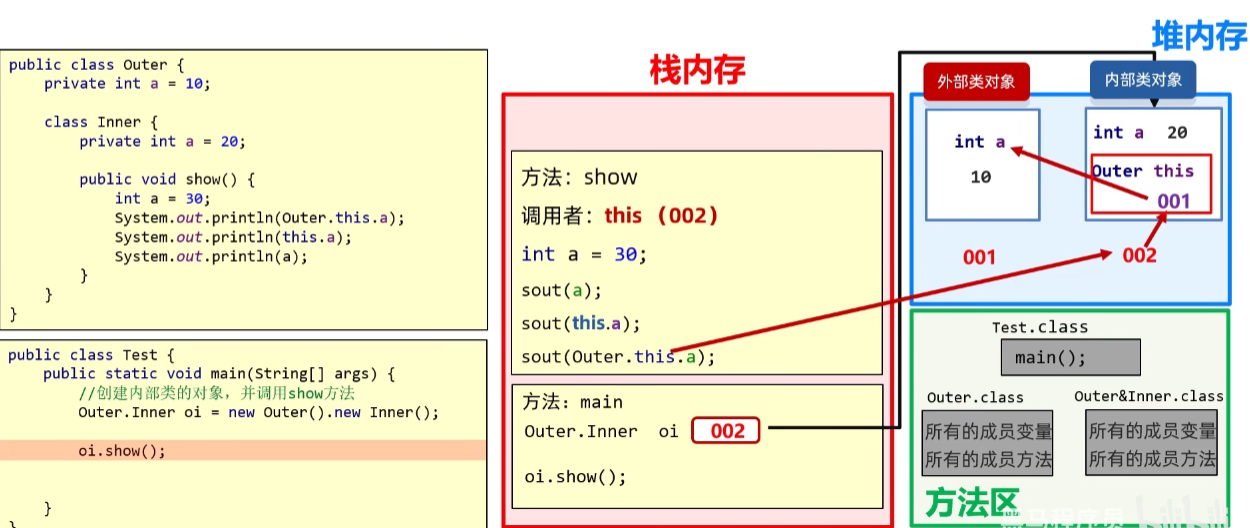 public class Outer {
private int a = 10;
class Inner {
private int a = 20;
public void show() {
int a = 30;
System.out.println(Outer.this.a);
System.out.println(this.a);
System.out.println(a);
}
}
}
public class Test {
public static void main(String[] args) {
//创建内部类的对象，并调用show方法
Outer.Inner oi = new Outer().new Inner();
oi.show();
}
}
栈内存
方法：show
调用者：this（002）
int a = 30;
sout(a);
sout(this.a);
sout(Outer.this.a);
方法：main
Outer.Inner oi 002
oi.show();
堆内存
外部类对象
int a
10
001
内部类对象
int a 20
Outer this
001
002
Test.class
main();
Outer.class
所有的成员变量
所有的成员方法
Outer&Inner.class
所有的成员变量
所有的成员方法
方法区